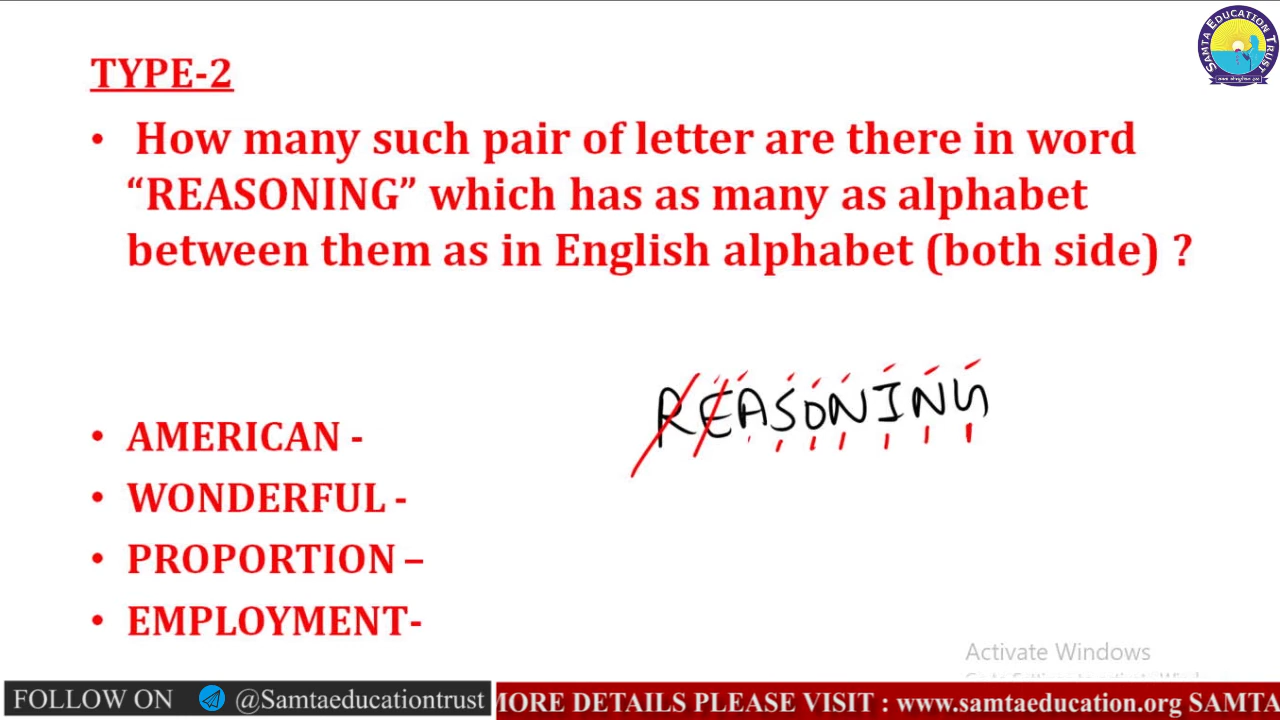 SAMTA EDUCATION TRUST
TYPE-2
• How many such pair of letter are there in word
“REASONING” which has as many as alphabet
between them as in English alphabet (both side) ?
REASONING
• AMERICAN -
• WONDERFUL -
• PROPORTION –
• EMPLOYMENT-
Activate Windows
FOLLOW ON @Samtaeducationtrust MORE DETAILS PLEASE VISIT : www.samtaeducation.org SAMTA